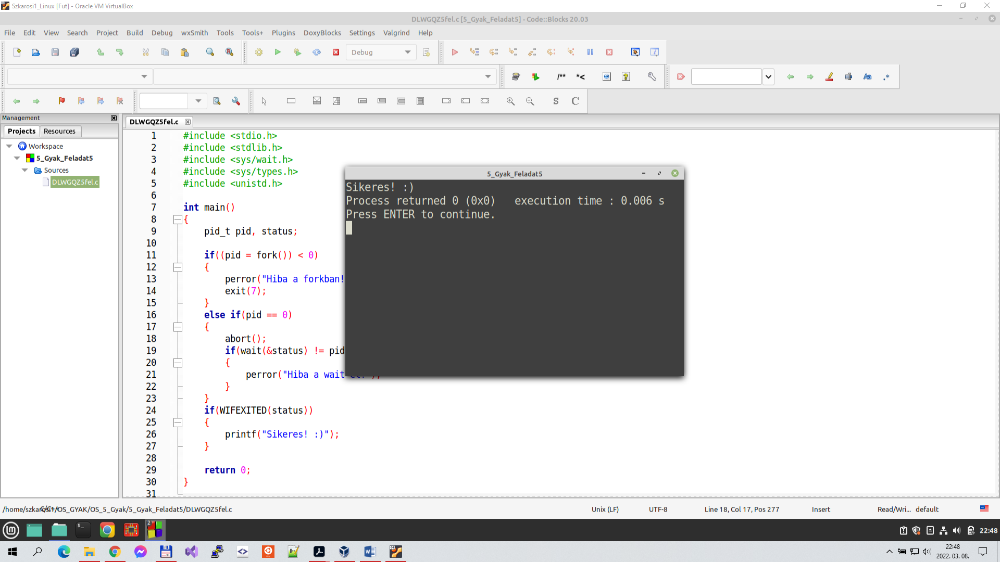 Szkarosi1_Linux [Fut] - Oracle VM VirtualBox
DLWGQZ5fel.c [5_Gyak_Feladat5] - Code::Blocks 20.03
File Edit View Search Project Build Debug wxSmith Tools Tools+ Plugins DoxyBlocks Settings Valgrind Help
Debug
/** *<
S C
Management
Projects Resources
Workspace
5_Gyak_Feladat5
Sources
DLWGQZ5fel.c
DLWGQZ5fel.c
1 #include <stdio.h>
2 #include <stdlib.h>
3 #include <sys/wait.h>
4 #include <sys/types.h>
5 #include <unistd.h>
6
7 int main()
8 {
9 pid_t pid, status;
10
11 if((pid = fork()) < 0)
12 {
13 perror("Hiba a forkban!
14 exit(7);
15 }
16 else if(pid == 0)
17 {
18 abort();
19 if(wait(&status) != pid
20 {
21 perror("Hiba a wait
22 }
23 }
24 if(WIFEXITED(status))
25 {
26 printf("Sikeres! :)");
27 }
28
29 return 0;
30 }
31
5_Gyak_Feladat5
Sikeres! :)
Process returned 0 (0x0) execution time : 0.006 s
Press ENTER to continue.
/home/szkarosi1/OS_GYAK/OS_5_Gyak/5_Gyak_Feladat5/DLWGQZ5fel.c
C/C++
Unix (LF) UTF-8 Line 18, Col 17, Pos 277 Insert Read/Wri... default
22:48
22:48
2022. 03. 08.